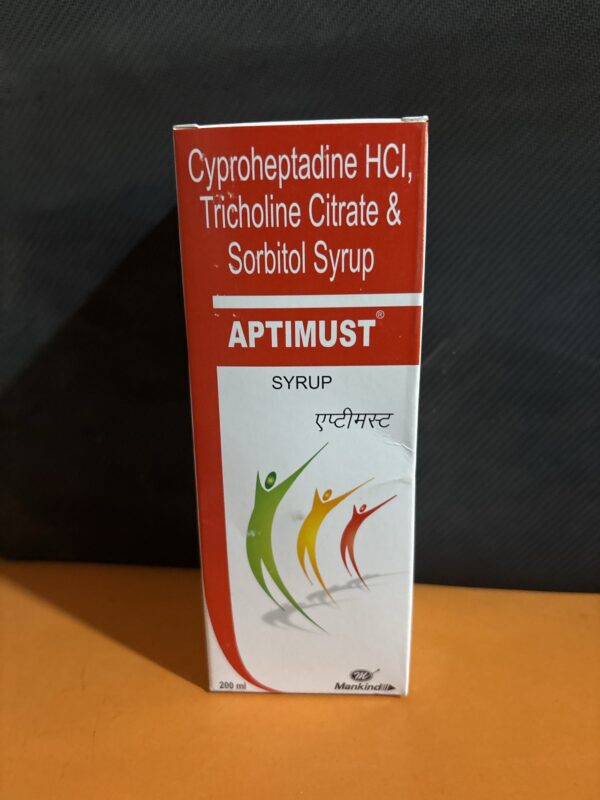 Cyproheptadine HCl,
Tricholine Citrate &
Sorbitol Syrup
APTIMUST®
SYRUP
एप्टीमस्ट
200 ml
Mankind